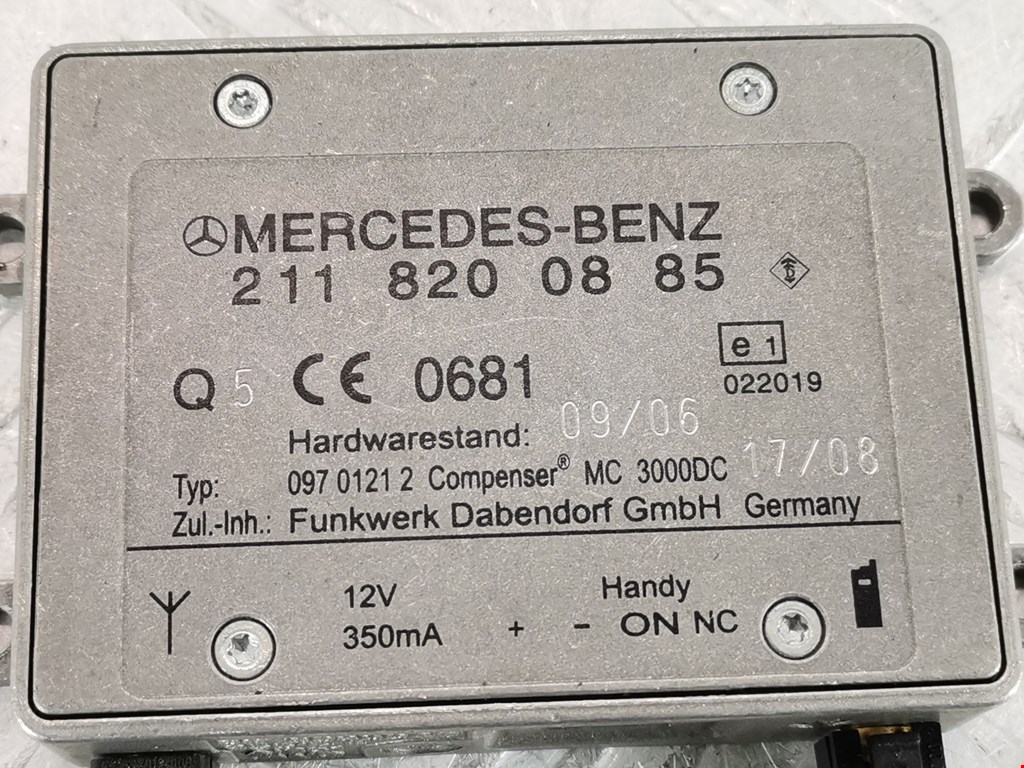 MERCEDES-BENZ
211 820 08 85
e 1
022019
Q 5 CE 0681
Hardwarestand: 09/06
17/08
Typ: 097 0121 2 Compenser® MC 3000DC
Zul.-Inh.: Funkwerk Dabendorf GmbH Germany
12V Handy
350mA + - ON NC